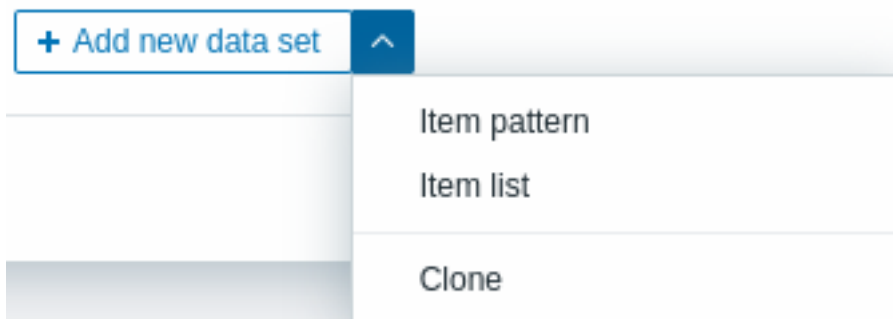 + Add new data set
Item pattern
Item list
Clone